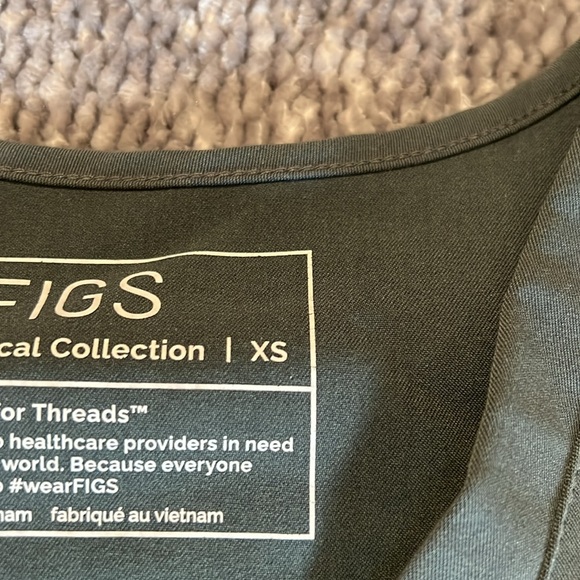 FIGS
cal Collection | XS
for Threads™
o healthcare providers in need
world. Because everyone
o #wearFIGS
nam fabriqué au vietnam